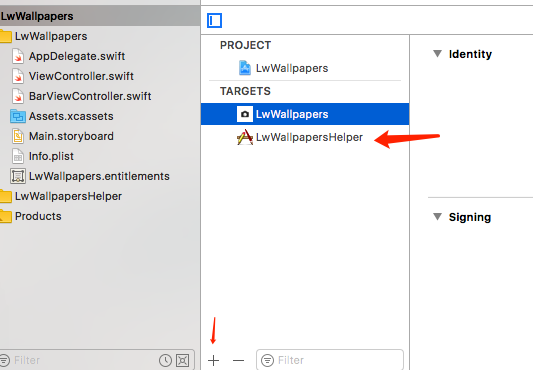 LwWallpapers
LwWallpapers
AppDelegate.swift
ViewController.swift
BarViewController.swift
Assets.xcassets
Main.storyboard
Info.plist
LwWallpapers.entitlements
LwWallpapersHelper
Products
Filter
PROJECT
LwWallpapers
TARGETS
LwWallpapers
LwWallpapersHelper
Filter
Identity
Signing